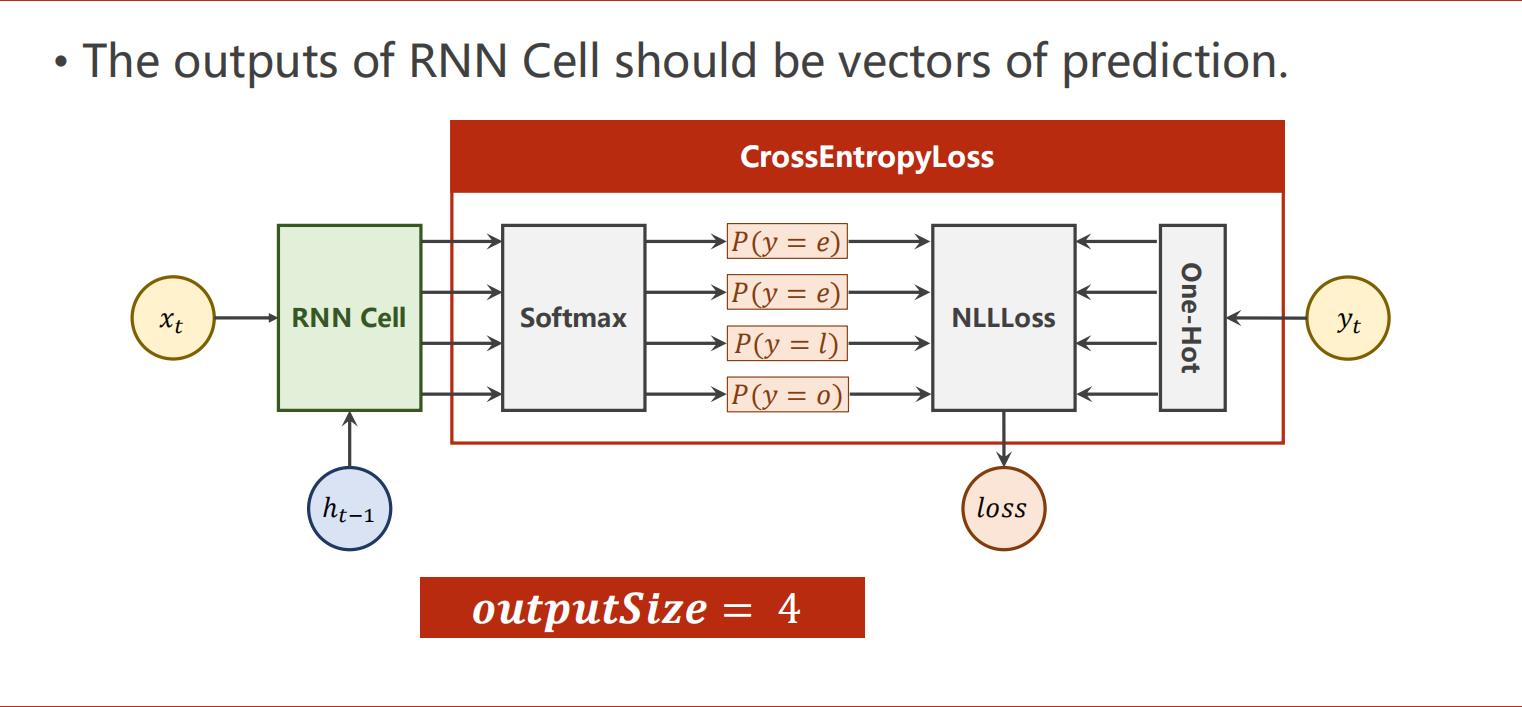 • The outputs of RNN Cell should be vectors of prediction.
CrossEntropyLoss
x_t
RNN Cell
Softmax
P(y = e)
P(y = e)
P(y = l)
P(y = o)
NLLLoss
One-Hot
y_t
h_{t−1}
loss
outputSize = 4